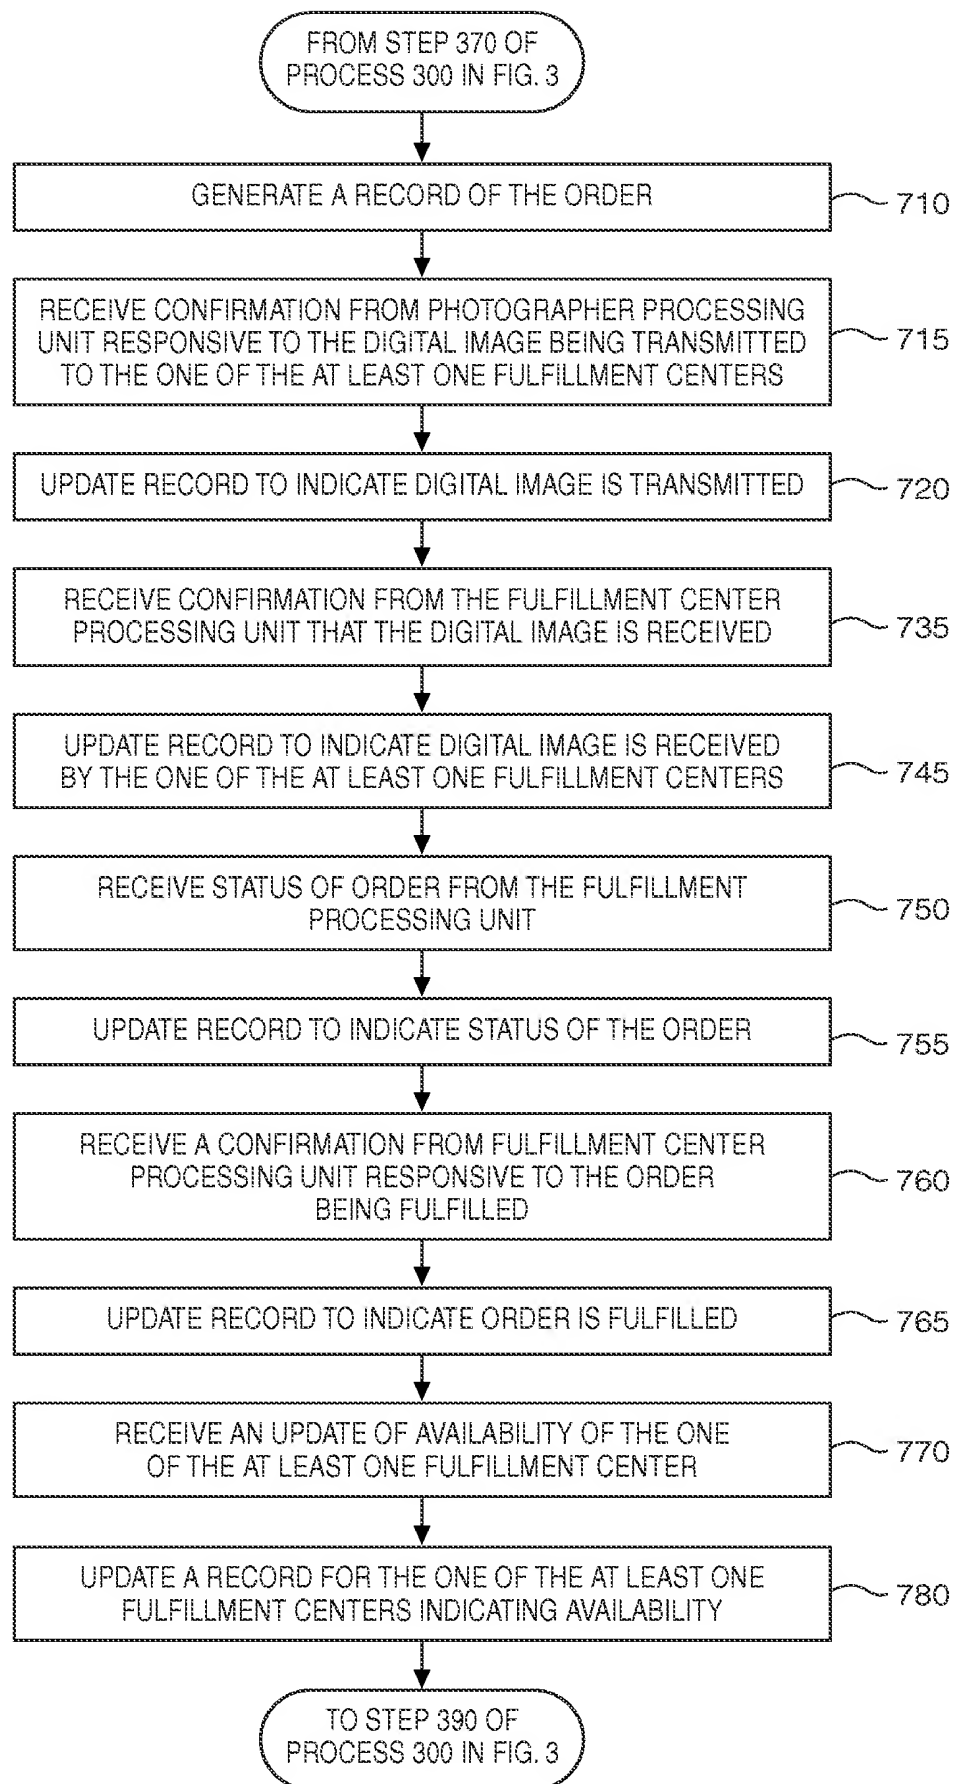 FROM STEP 370 OF
PROCESS 300 IN FIG. 3
GENERATE A RECORD OF THE ORDER
710
RECEIVE CONFIRMATION FROM PHOTOGRAPHER PROCESSING
UNIT RESPONSIVE TO THE DIGITAL IMAGE BEING TRANSMITTED
TO THE ONE OF THE AT LEAST ONE FULFILLMENT CENTERS
715
UPDATE RECORD TO INDICATE DIGITAL IMAGE IS TRANSMITTED
720
RECEIVE CONFIRMATION FROM THE FULFILLMENT CENTER
PROCESSING UNIT THAT THE DIGITAL IMAGE IS RECEIVED
735
UPDATE RECORD TO INDICATE DIGITAL IMAGE IS RECEIVED
BY THE ONE OF THE AT LEAST ONE FULFILLMENT CENTERS
745
RECEIVE STATUS OF ORDER FROM THE FULFILLMENT
PROCESSING UNIT
750
UPDATE RECORD TO INDICATE STATUS OF THE ORDER
755
RECEIVE A CONFIRMATION FROM FULFILLMENT CENTER
PROCESSING UNIT RESPONSIVE TO THE ORDER
BEING FULFILLED
760
UPDATE RECORD TO INDICATE ORDER IS FULFILLED
765
RECEIVE AN UPDATE OF AVAILABILITY OF THE ONE
OF THE AT LEAST ONE FULFILLMENT CENTER
770
UPDATE A RECORD FOR THE ONE OF THE AT LEAST ONE
FULFILLMENT CENTERS INDICATING AVAILABILITY
780
TO STEP 390 OF
PROCESS 300 IN FIG. 3